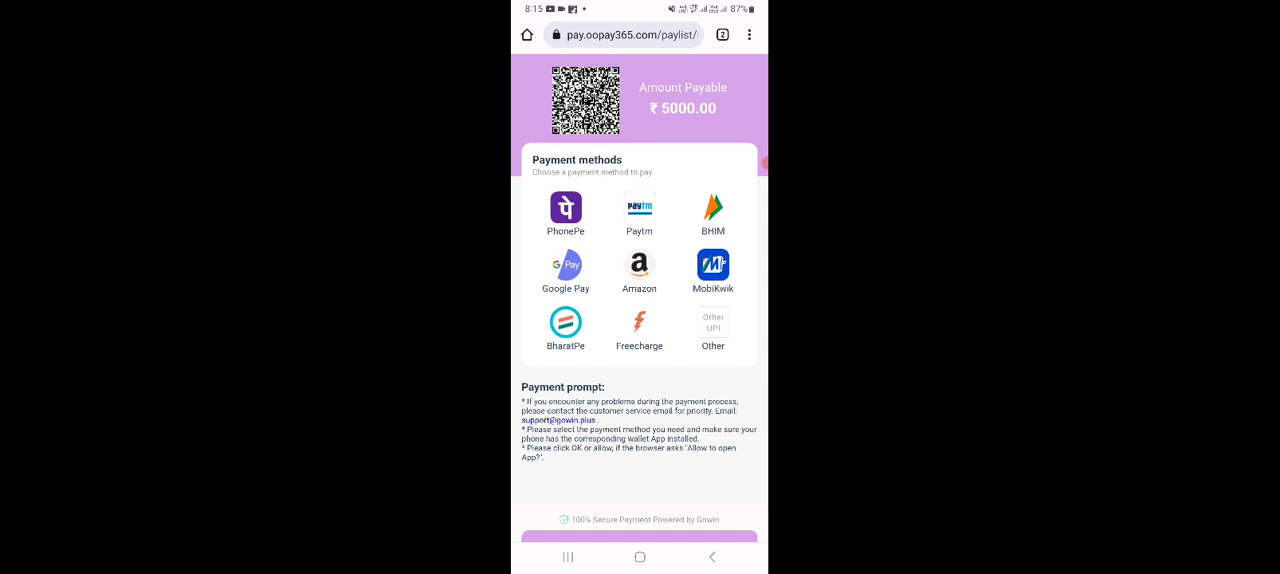 8:15
87%
pay.oopay365.com/paylist/
2
Amount Payable
₹ 5000.00
Payment methods
Choose a payment method to pay
पे
paytm
PhonePe
Paytm
BHIM
G Pay
a
Google Pay
Amazon
MobiKwik
Other
UPI
BharatPe
Freecharge
Other
Payment prompt:
* If you encounter any problems during the payment process,
please contact the customer service email for priority. Email:
support@gowin.plus .
* Please select the payment method you need and make sure your
phone has the corresponding wallet App installed.
* Please click OK or allow, if the browser asks "Allow to open
App?".
100% Secure Payment Powered by Gowin